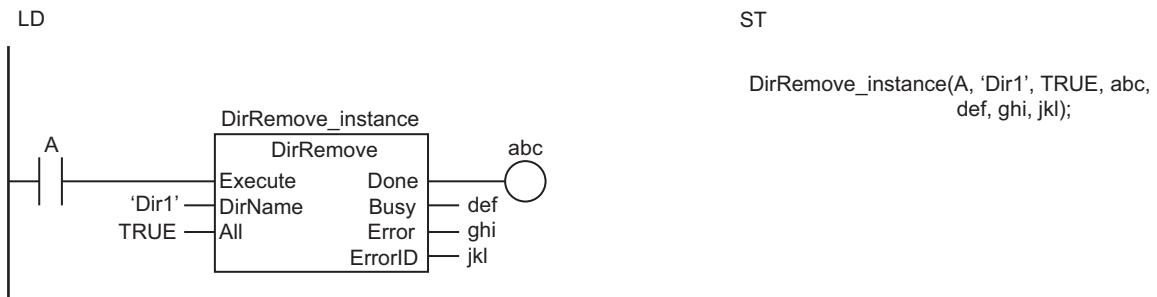 LD
ST
DirRemove_instance(A, ‘Dir1’, TRUE, abc,
def, ghi, jkl);
DirRemove_instance
A
DirRemove
abc
Execute
Done
‘Dir1’
DirName
Busy
def
TRUE
All
Error
ghi
ErrorID
jkl